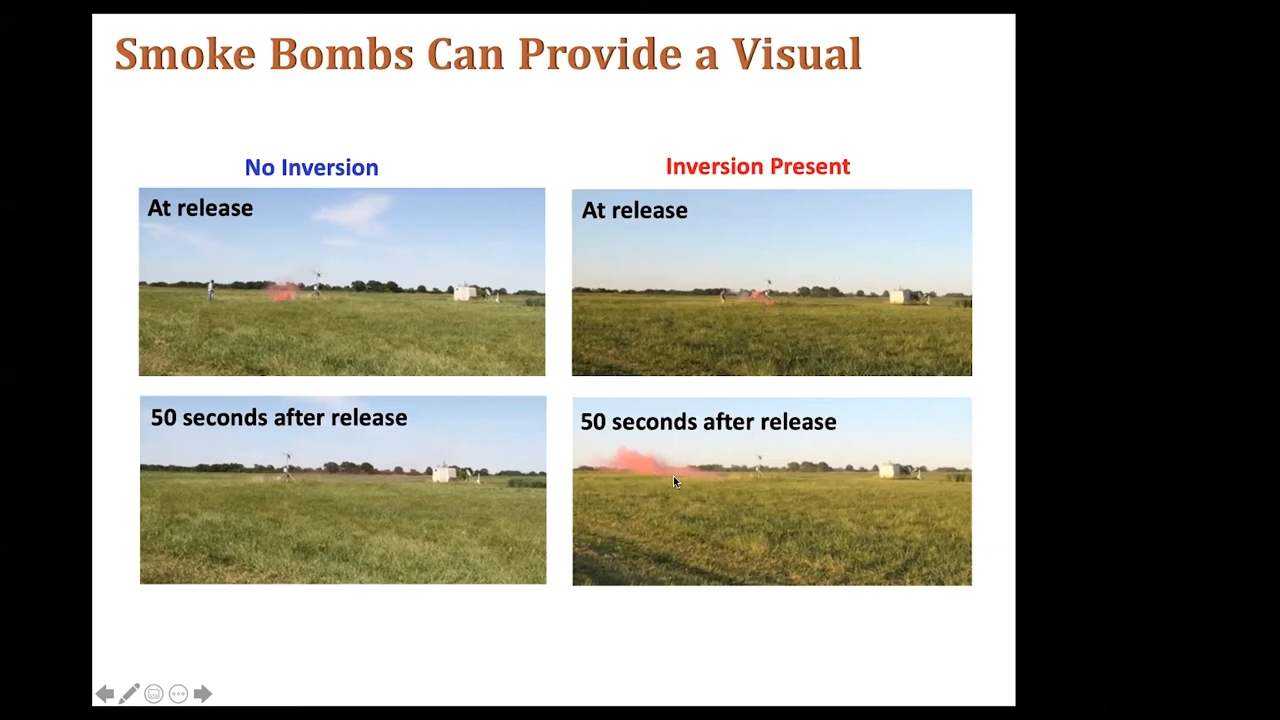 Smoke Bombs Can Provide a Visual
No Inversion
Inversion Present
At release
At release
50 seconds after release
50 seconds after release